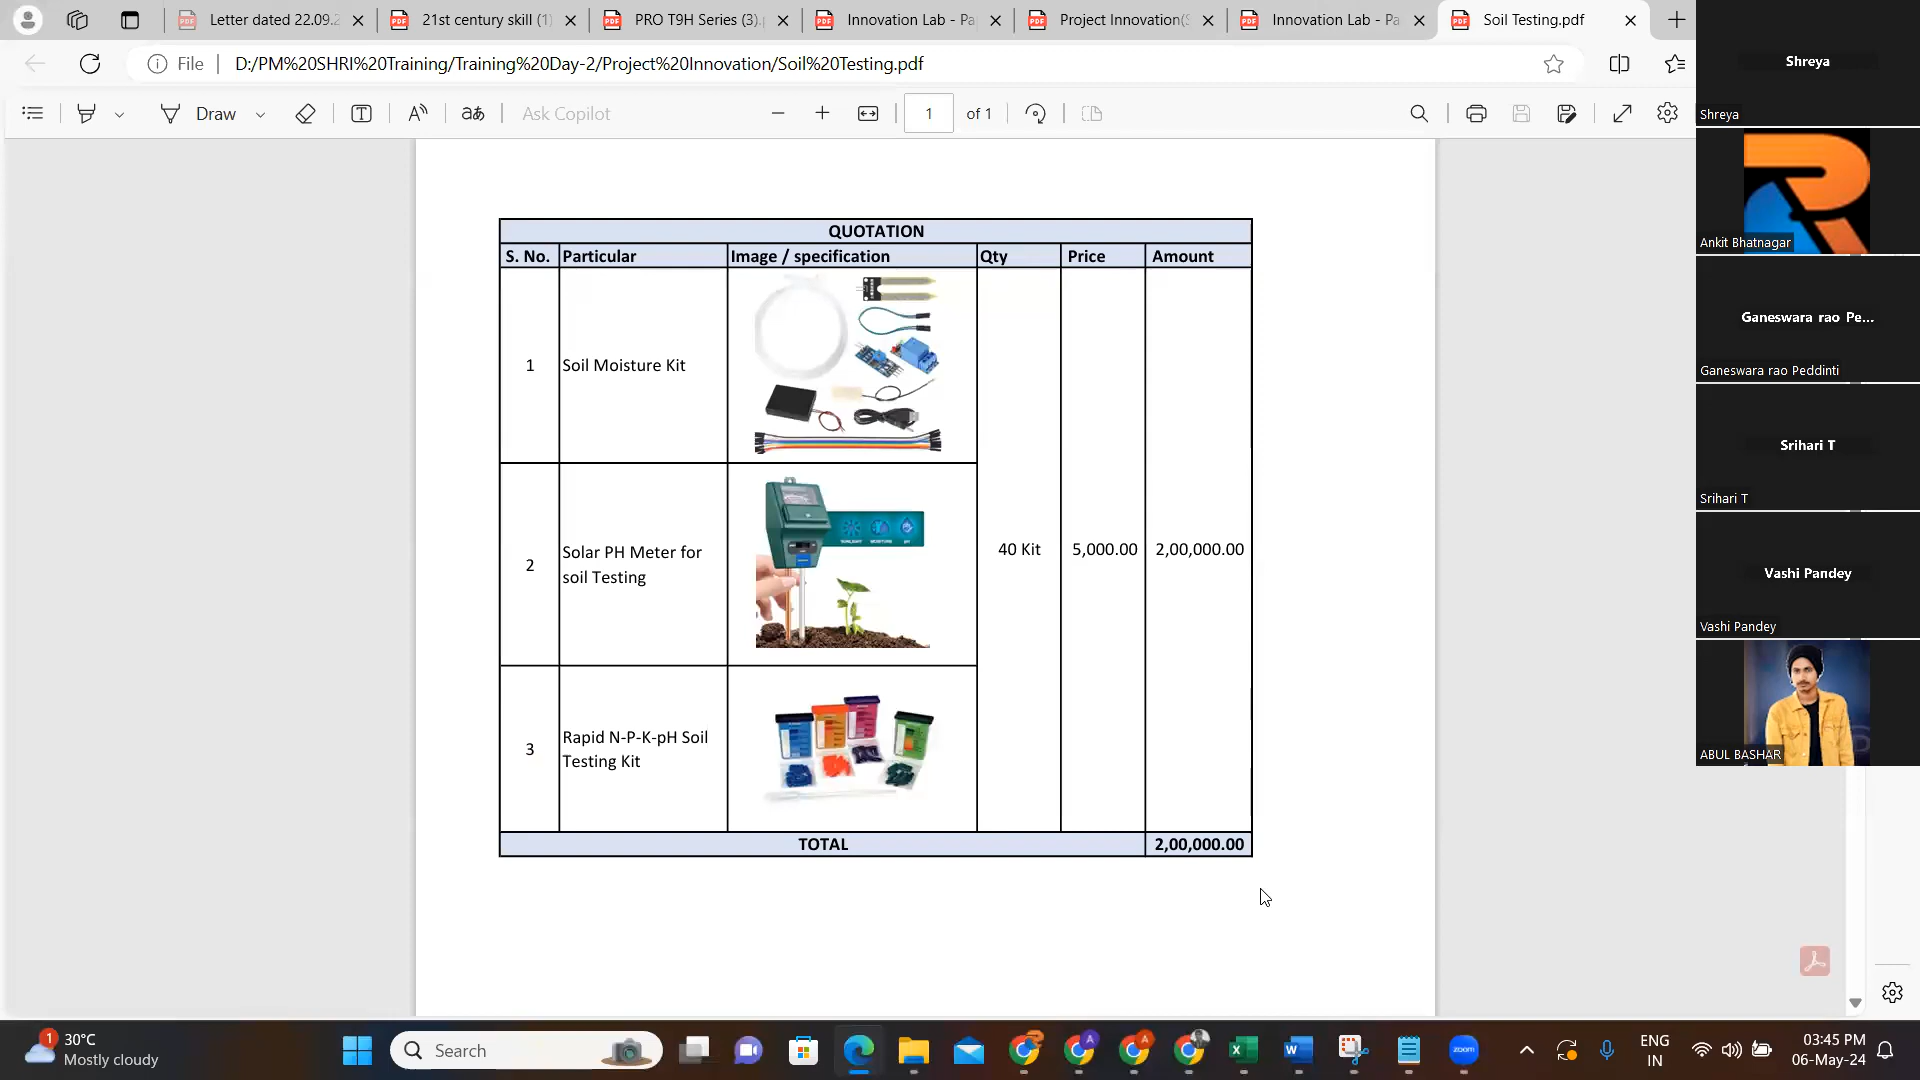 Letter dated 22.09.2
21st century skill (1)
PRO T9H Series (3).
Innovation Lab - Pa
Project Innovation(S
Innovation Lab - Pa
Soil Testing.pdf
File
D:/PM%20SHRI%20Training/Training%20Day-2/Project%20Innovation/Soil%20Testing.pdf
Draw
Ask Copilot
1 of 1
QUOTATION
S. No. Particular Image / specification Qty Price Amount
1 Soil Moisture Kit
2 Solar PH Meter for
soil Testing
SUNLIGHT MOISTURE PH
40 Kit 5,000.00 2,00,000.00
3 Rapid N-P-K-pH Soil
Testing Kit
TOTAL 2,00,000.00
Shreya
Shreya
Ankit Bhatnagar
Ganeswara rao Pe...
Ganeswara rao Peddinti
Srihari T
Srihari T
Vashi Pandey
Vashi Pandey
ABUL BASHAR
1
30°C
Mostly cloudy
Search
zoom
ENG
IN
03:45 PM
06-May-24